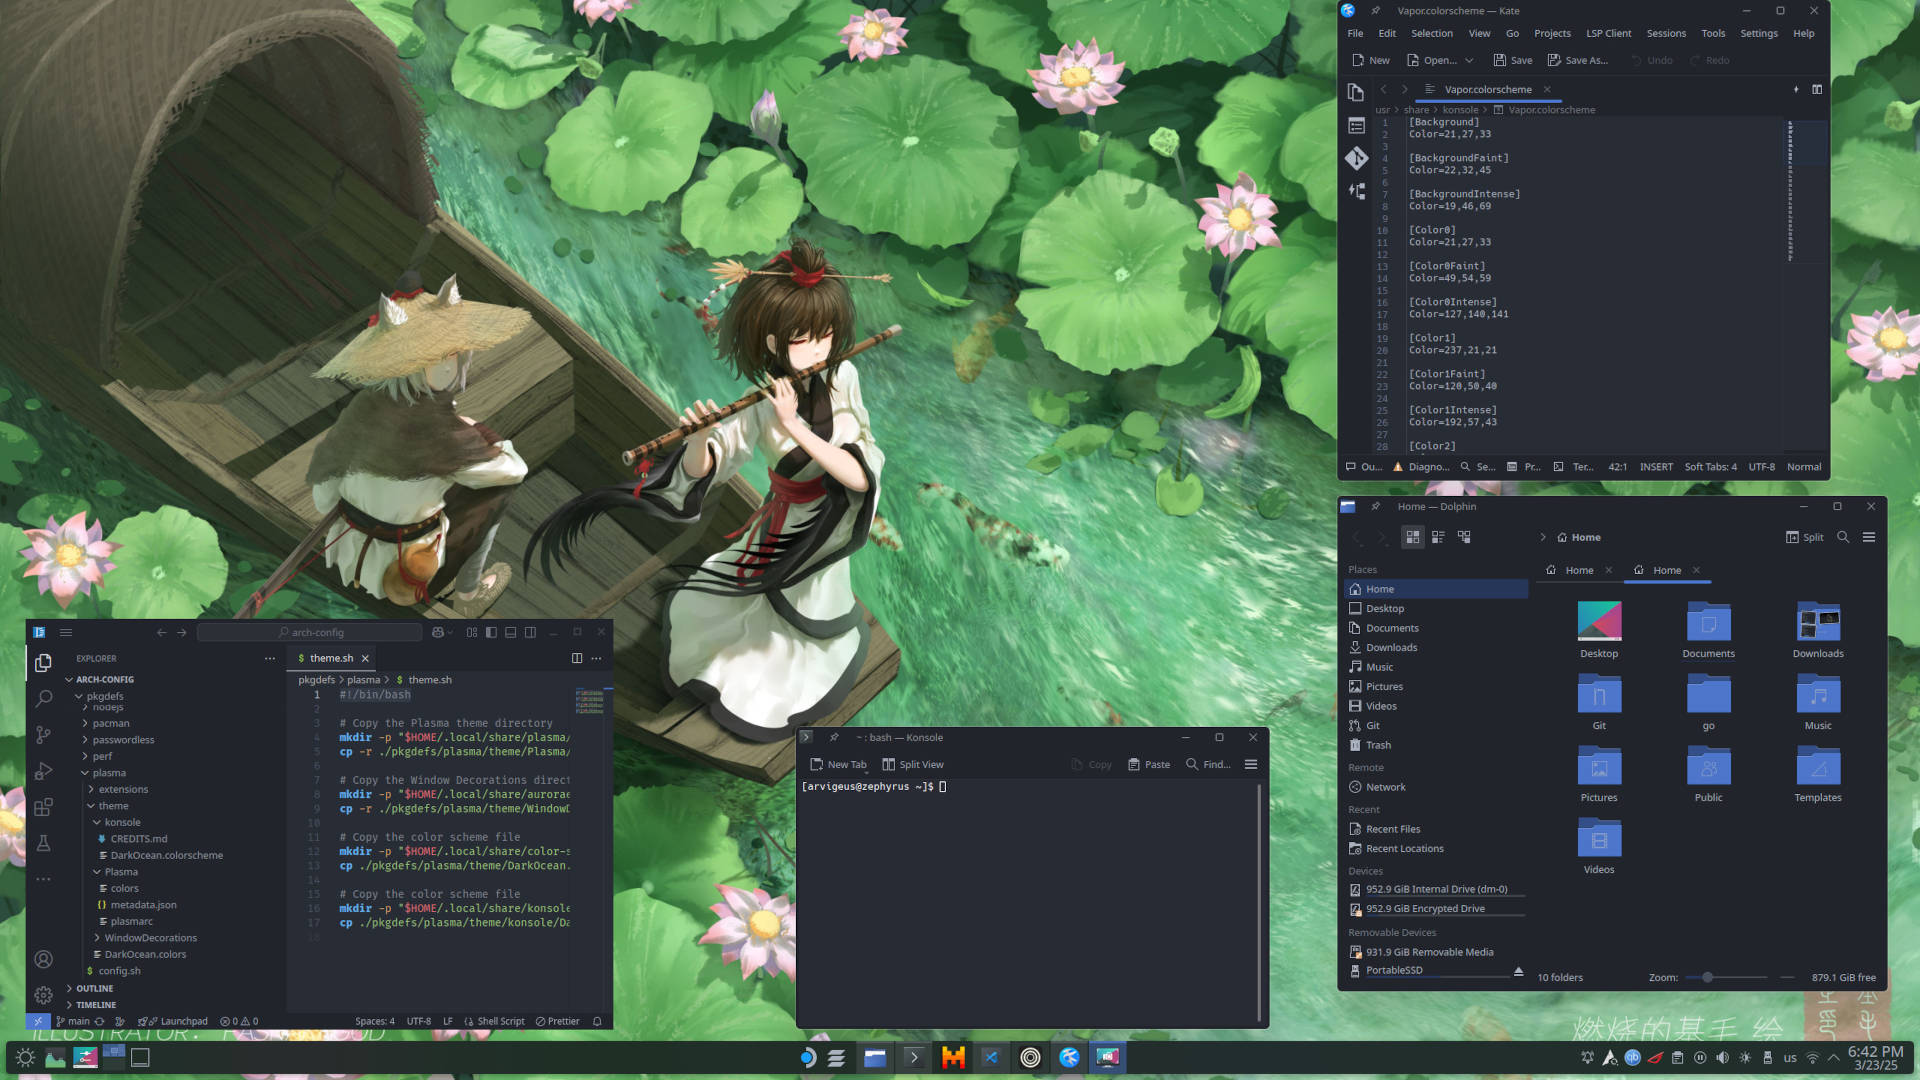 Vapor.colorscheme — Kate
File Edit Selection View Go Projects LSP Client Sessions Tools Settings Help
New Open... Save Save As... Undo Redo
Vapor.colorscheme
usr > share > konsole > Vapor.colorscheme
1 [Background]
2 Color=21,27,33
3
4 [BackgroundFaint]
5 Color=22,32,45
6
7 [BackgroundIntense]
8 Color=19,46,69
9
10 [Color0]
11 Color=21,27,33
12
13 [Color0Faint]
14 Color=49,54,59
15
16 [Color0Intense]
17 Color=127,140,141
18
19 [Color1]
20 Color=237,21,21
21
22 [Color1Faint]
23 Color=120,50,40
24
25 [Color1Intense]
26 Color=192,57,43
27
28 [Color2]
Ou... Diagno... Se... Pr... Ter... 42:1 INSERT Soft Tabs: 4 UTF-8 Normal
Home — Dolphin
> Home Split
Places
Home
Desktop
Documents
Downloads
Music
Pictures
Videos
Git
Trash
Remote
Network
Recent
Recent Files
Recent Locations
Devices
952.9 GiB Internal Drive (dm-0)
952.9 GiB Encrypted Drive
Removable Devices
931.9 GiB Removable Media
PortableSSD
Home Home
Desktop Documents Downloads
Git go Music
Pictures Public Templates
Videos
10 folders Zoom: 879.1 GiB free
arch-config
EXPLORER
ARCH-CONFIG
pkgdefs
nodejs
pacman
passwordless
perf
plasma
extensions
theme
konsole
CREDITS.md
DarkOcean.colorscheme
Plasma
colors
metadata.json
plasmarc
WindowDecorations
DarkOcean.colors
$ config.sh
OUTLINE
TIMELINE
$ theme.sh
pkgdefs > plasma > $ theme.sh
1 #!/bin/bash
2
3 # Copy the Plasma theme directory
4 mkdir -p "$HOME/.local/share/plasma/
5 cp -r ./pkgdefs/plasma/theme/Plasma/
6
7 # Copy the Window Decorations direct
8 mkdir -p "$HOME/.local/share/aurorae
9 cp -r ./pkgdefs/plasma/theme/WindowD
10
11 # Copy the color scheme file
12 mkdir -p "$HOME/.local/share/color-s
13 cp ./pkgdefs/plasma/theme/DarkOcean.
14
15 # Copy the color scheme file
16 mkdir -p "$HOME/.local/share/konsole
17 cp ./pkgdefs/plasma/theme/konsole/Da
18
main Launchpad 0 0 Spaces: 4 UTF-8 LF Shell Script Prettier
~ : bash — Konsole
New Tab Split View Copy Paste Find...
[arvigeus@zephyrus ~]$
ILLUSTRATOR:
燃烧的基手 绘
us 6:42 PM
3/23/25